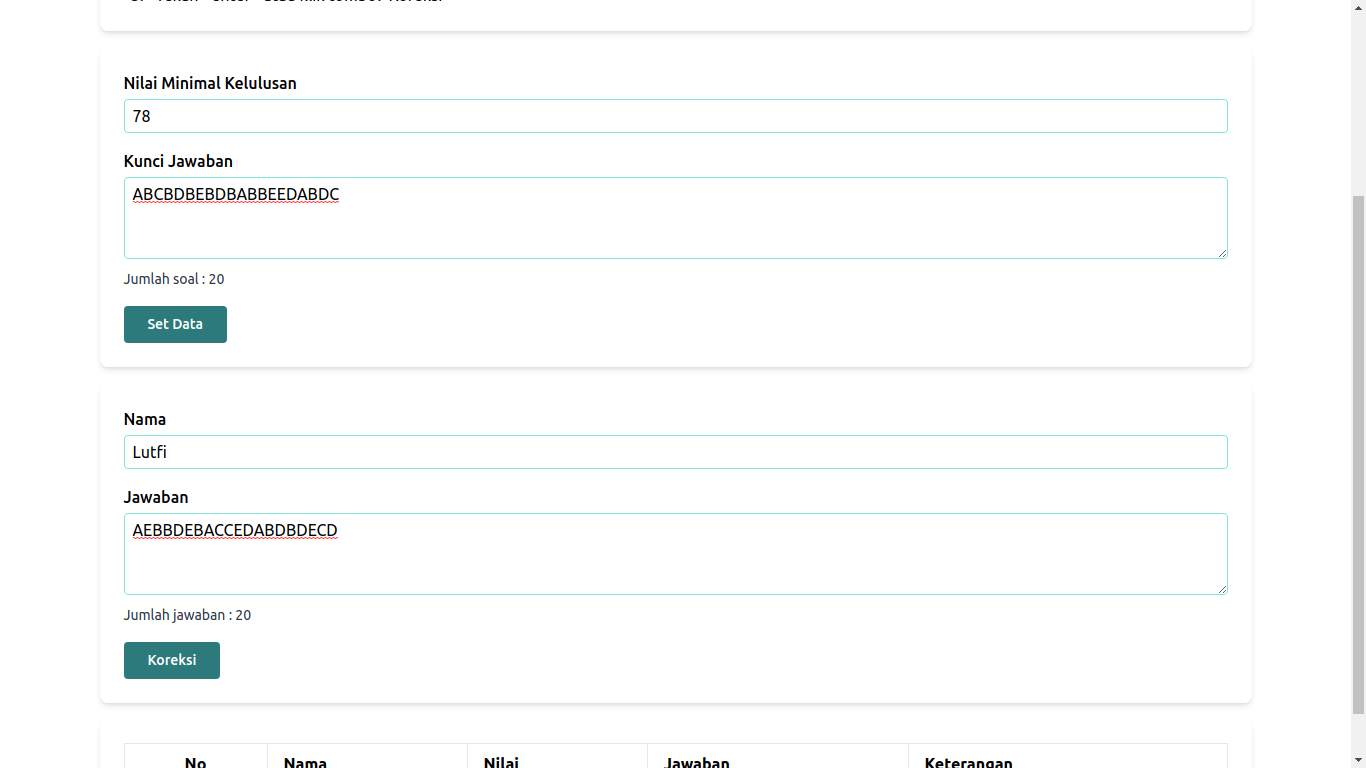 Nilai Minimal Kelulusan
78
Kunci Jawaban
ABCBDBEBDBABBEEDABDC
Jumlah soal : 20
Set Data
Nama
Lutfi
Jawaban
AEBBDEBACCEDABDBDECD
Jumlah jawaban : 20
Koreksi
No Nama Nilai Jawaban Keterangan